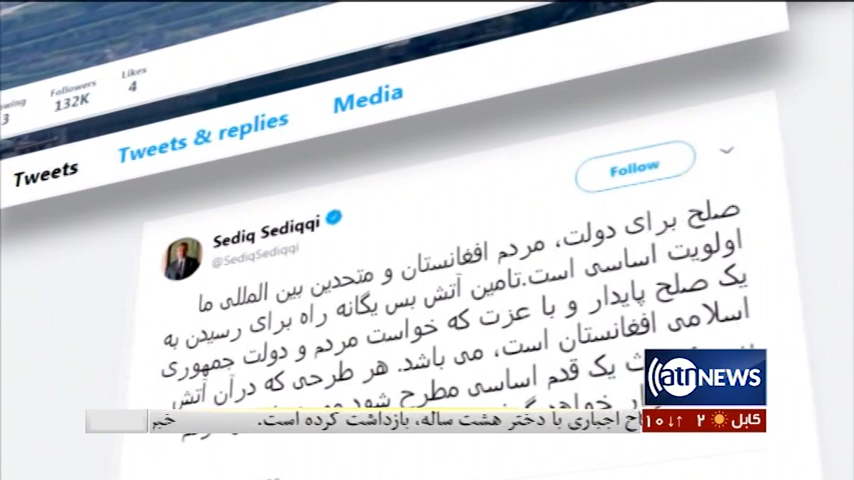 Followers
Likes
3
132K
4
Tweets
Tweets & replies
Media
Follow
Sediq Sediqqi
@SediqSediqqi
صلح برای دولت، مردم افغانستان و متحدین بین المللی ما
اولویت اساسی است.تامین آتش بس یگانه راه برای رسیدن به
یک صلح پایدار و با عزت که خواست مردم و دولت جمهوری
اسلامی افغانستان است، می باشد. هر طرحی که درآن آتش
یک قدم اساسی مطرح شود
atn NEWS
کابل ۲ ۱۰
اجباری با دختر هشت ساله، بازداشت کرده است.